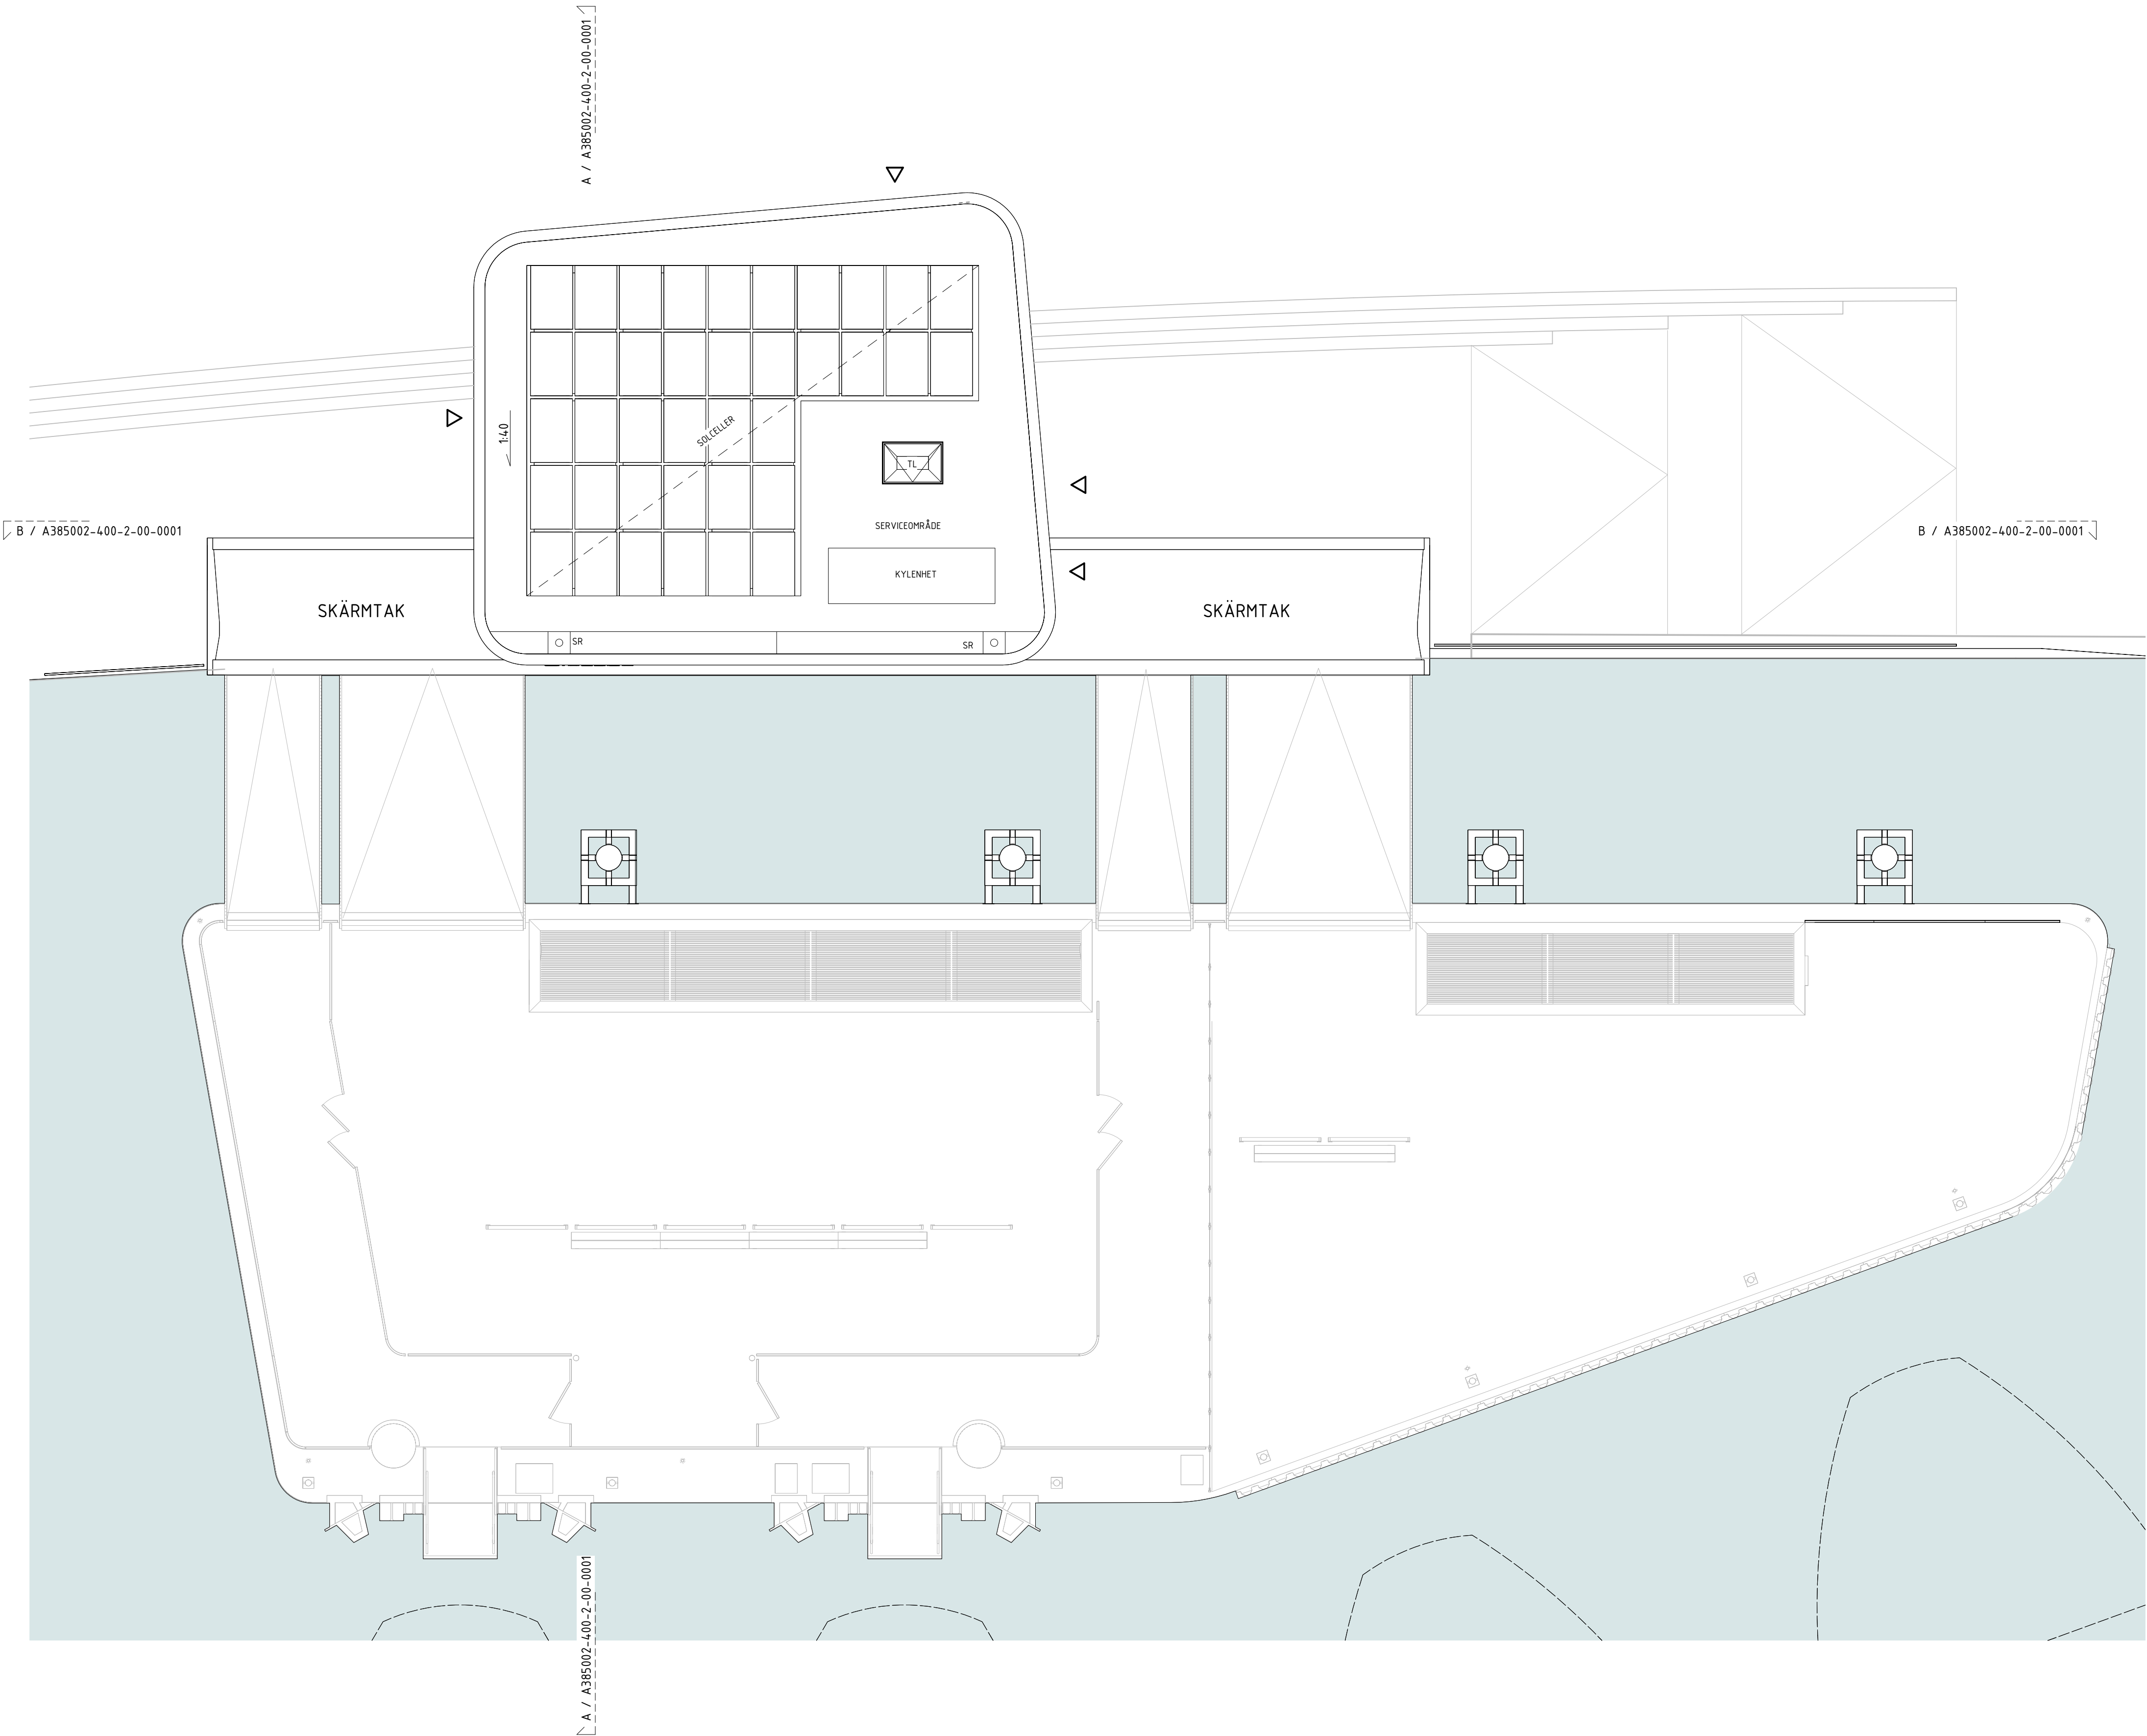 A / A385002-400-2-00-0001
1:40
SOLCELLER
TL
B / A385002-400-2-00-0001
SERVICEOMRÅDE
B / A385002-400-2-00-0001
KYLENHET
SKÄRMTAK
SKÄRMTAK
SR
SR
A / A385002-400-2-00-0001